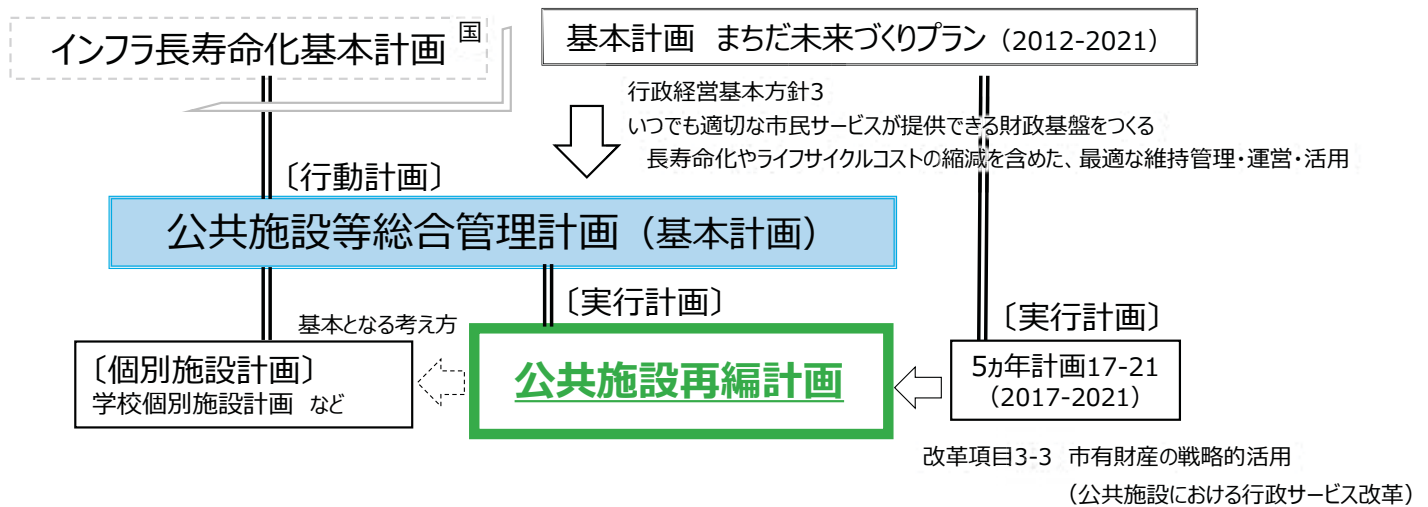 インフラ長寿命化基本計画
国
基本計画 まちだ未来づくりプラン（2012-2021）
行政経営基本方針3
いつでも適切な市民サービスが提供できる財政基盤をつくる
長寿命化やライフサイクルコストの縮減を含めた、最適な維持管理・運営・活用
〔行動計画〕
公共施設等総合管理計画（基本計画）
〔実行計画〕
〔実行計画〕
基本となる考え方
〔個別施設計画〕
学校個別施設計画 など
公共施設再編計画
5ヵ年計画17-21
（2017-2021）
改革項目3-3 市有財産の戦略的活用
（公共施設における行政サービス改革）